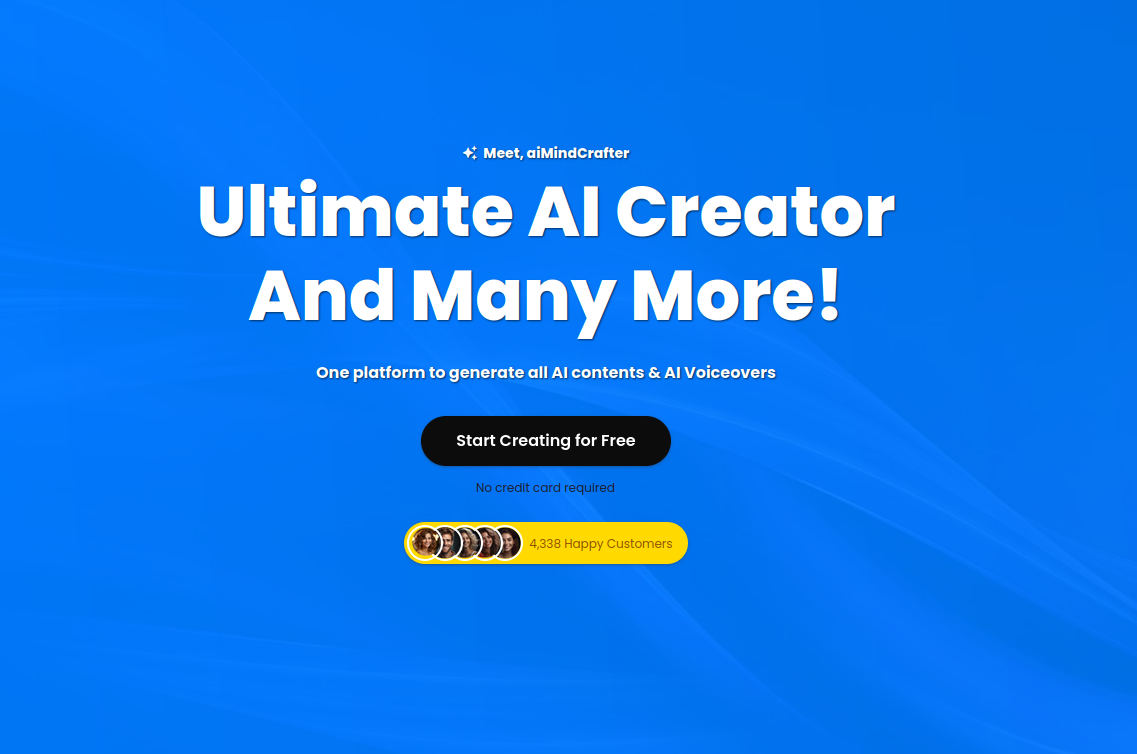 Meet, aiMindCrafter
Ultimate AI Creator
And Many More!
One platform to generate all AI contents & AI Voiceovers
Start Creating for Free
No credit card required
4,338 Happy Customers